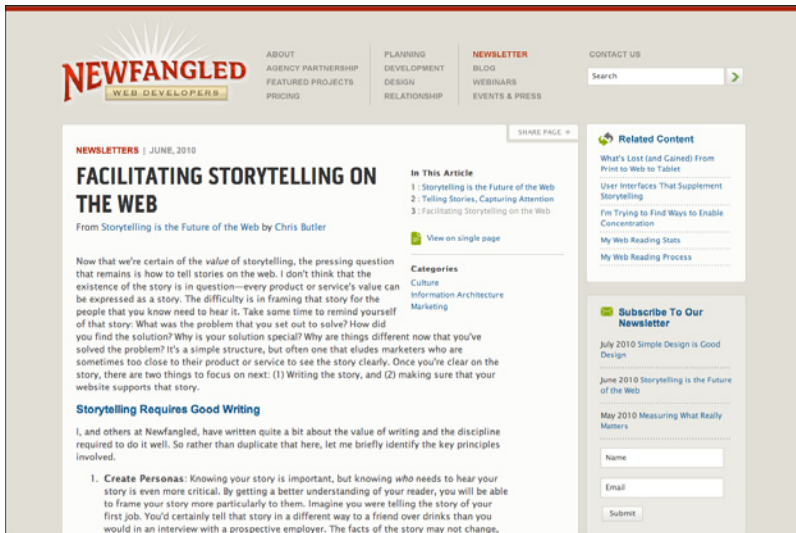 NEWFANGLED
WEB DEVELOPERS
ABOUT
AGENCY PARTNERSHIP
FEATURED PROJECTS
PRICING
PLANNING
DEVELOPMENT
DESIGN
RELATIONSHIP
NEWSLETTER
BLOG
WEBINARS
EVENTS & PRESS
CONTACT US
Search
SHARE PAGE +
NEWSLETTERS | JUNE, 2010
FACILITATING STORYTELLING ON
THE WEB
From Storytelling is the Future of the Web by Chris Butler
In This Article
1 : Storytelling is the Future of the Web
2 : Telling Stories, Capturing Attention
3 : Facilitating Storytelling on the Web
View on single page
Categories
Culture
Information Architecture
Marketing
Now that we're certain of the value of storytelling, the pressing question
that remains is how to tell stories on the web. I don't think that the
existence of the story is in question—every product or service's value can
be expressed as a story. The difficulty is in framing that story for the
people that you know need to hear it. Take some time to remind yourself
of that story: What was the problem that you set out to solve? How did
you find the solution? Why is your solution special? Why are things different now that you've
solved the problem? It's a simple structure, but often one that eludes marketers who are
sometimes too close to their product or service to see the story clearly. Once you're clear on the
story, there are two things to focus on next: (1) Writing the story, and (2) making sure that your
website supports that story.
Storytelling Requires Good Writing
I, and others at Newfangled, have written quite a bit about the value of writing and the discipline
required to do it well. So rather than duplicate that here, let me briefly identify the key principles
involved.
1. Create Personas: Knowing your story is important, but knowing who needs to hear your
story is even more critical. By getting a better understanding of your reader, you will be able
to frame your story more particularly to them. Imagine you were telling the story of your
first job. You'd certainly tell that story in a different way to a friend over drinks than you
would in an interview with a prospective employer. The facts of the story may not change,
Related Content
What's Lost (and Gained) From
Print to Web to Tablet
User Interfaces That Supplement
Storytelling
I'm Trying to Find Ways to Enable
Concentration
My Web Reading Stats
My Web Reading Process
Subscribe To Our
Newsletter
July 2010 Simple Design is Good
Design
June 2010 Storytelling is the Future
of the Web
May 2010 Measuring What Really
Matters
Name
Email
Submit